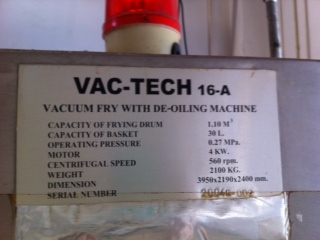 VAC-TECH 16-A
VACUUM FRY WITH DE-OILING MACHINE
CAPACITY OF FRYING DRUM 1.10 M³
CAPACITY OF BASKET 30 L.
OPERATING PRESSURE 0.27 MPa.
MOTOR 4 KW.
CENTRIFUGAL SPEED 560 rpm.
WEIGHT 2100 KG.
DIMENSION 3950x2190x2400 mm.
SERIAL NUMBER